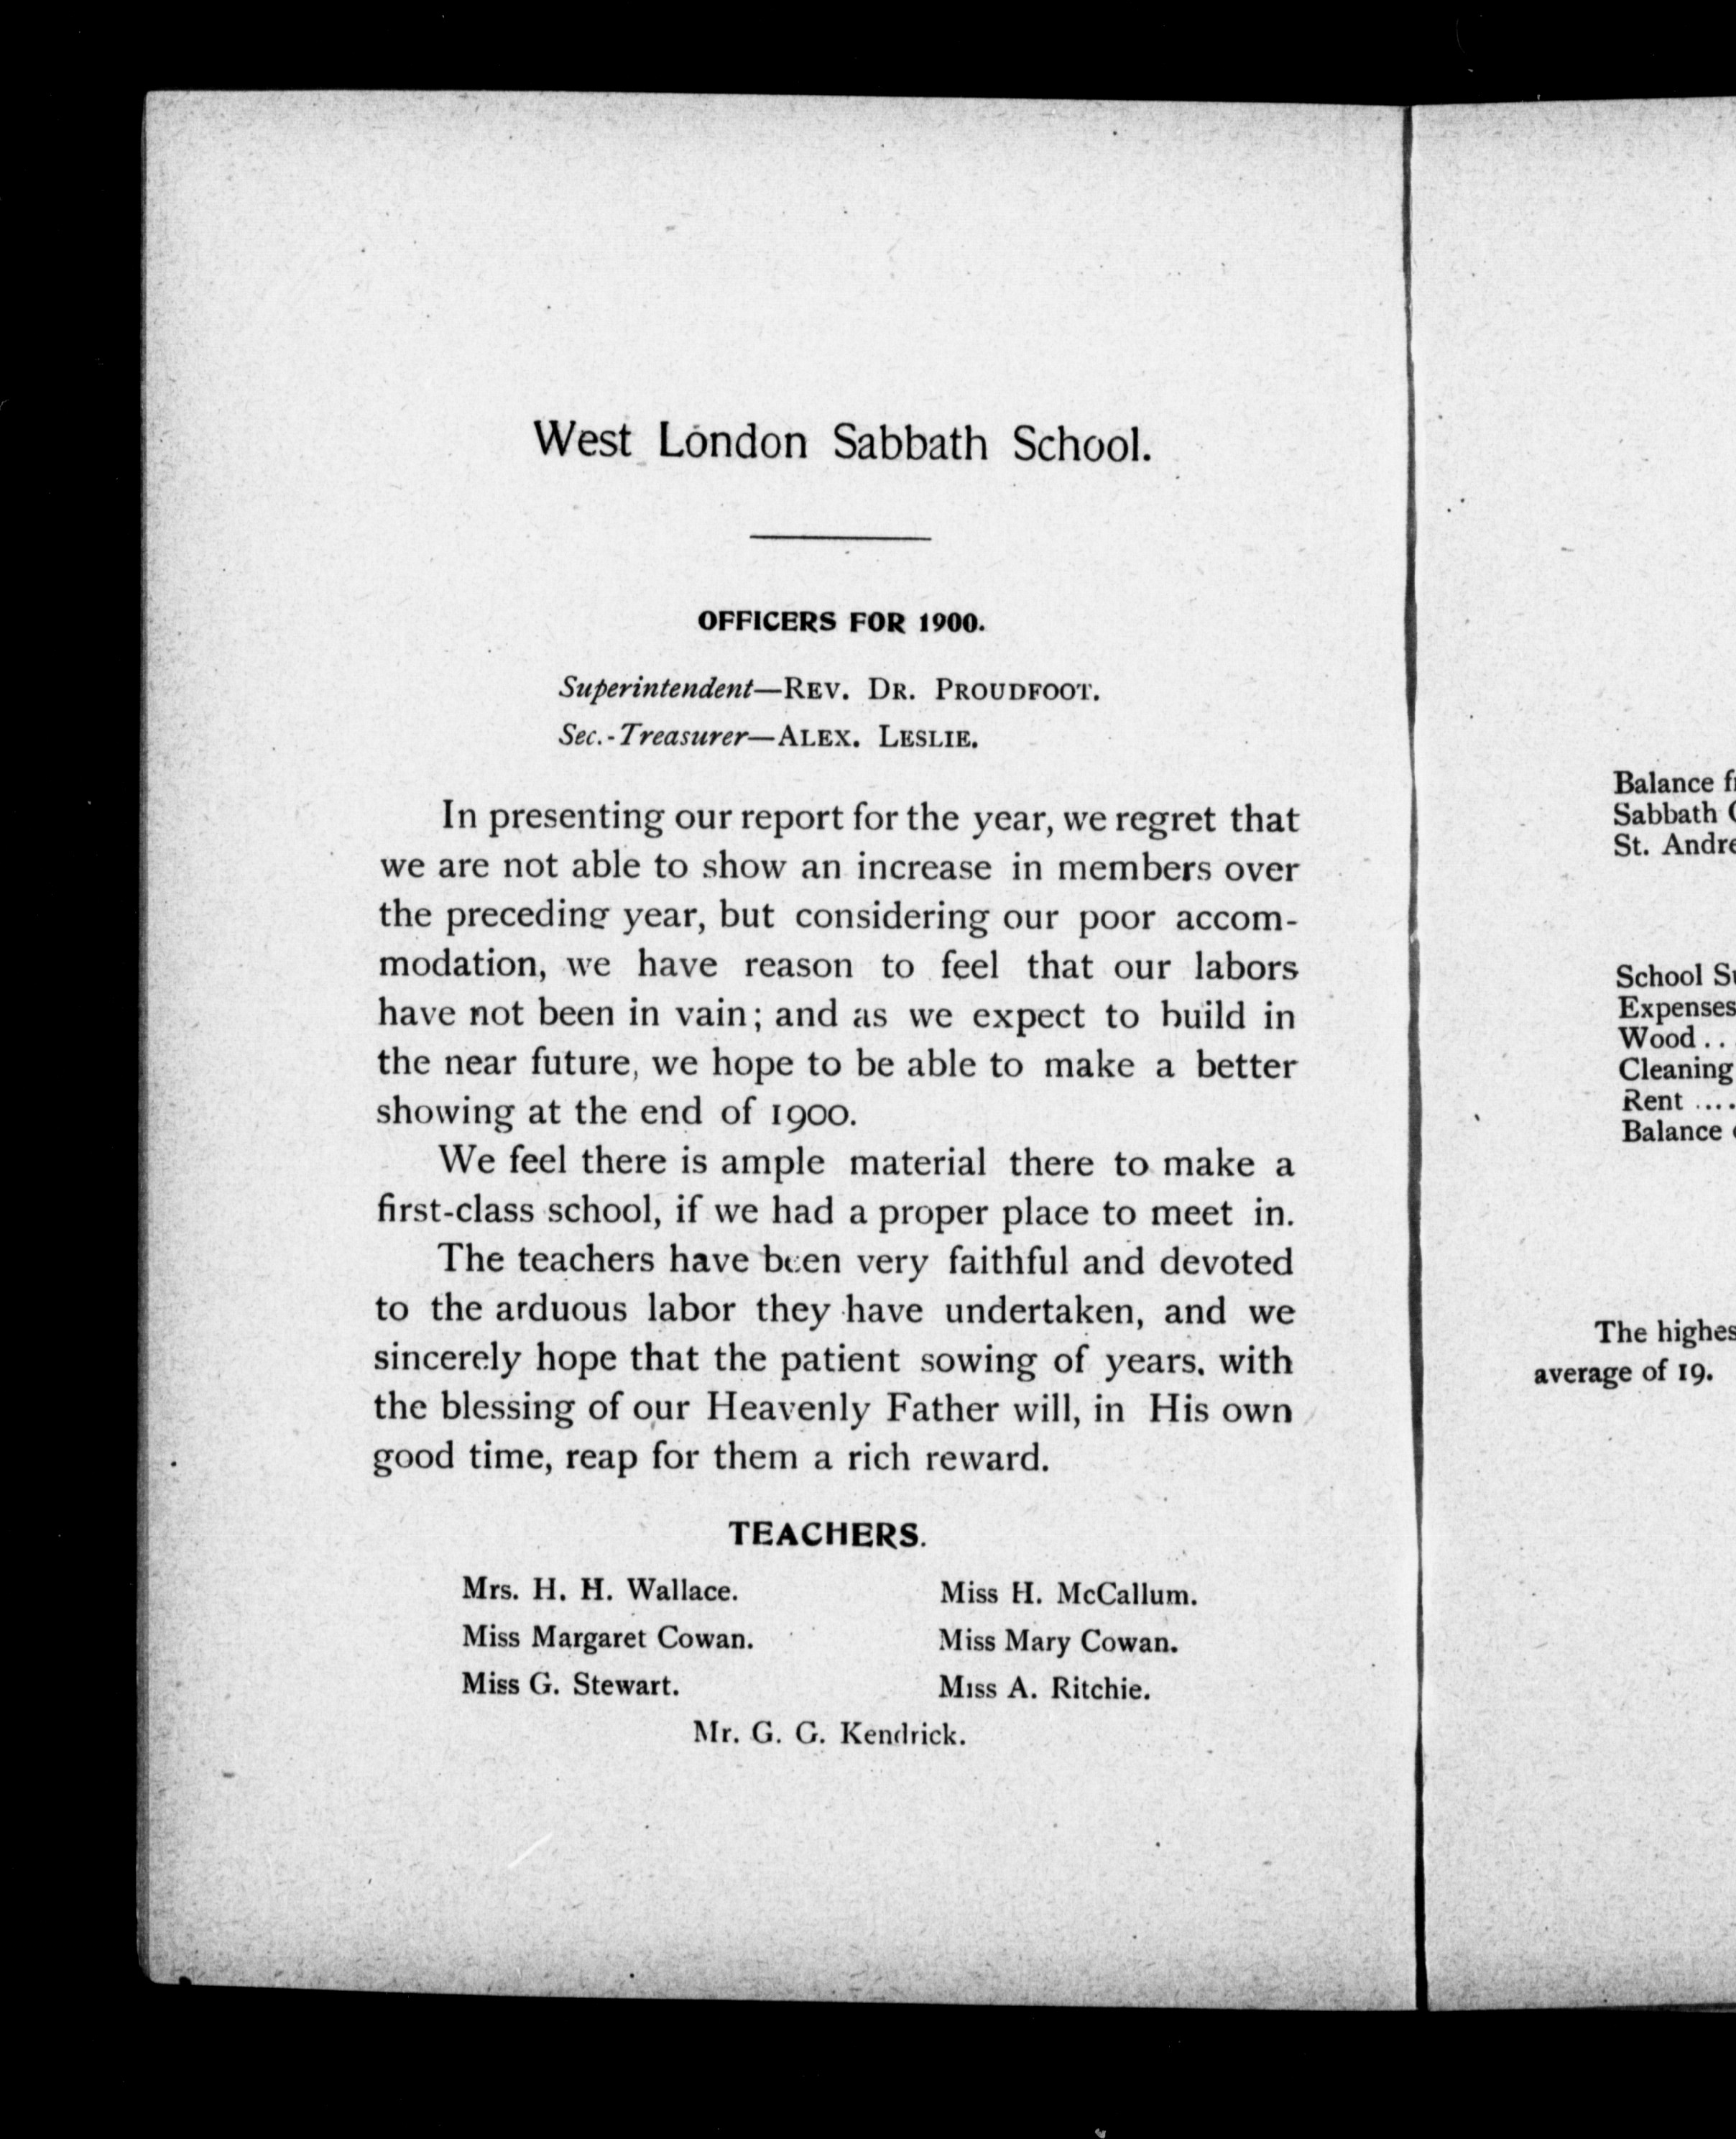 West London Sabbath School.
OFFICERS FOR 1900.
Superintendent—REV. DR. PROUDFOOT.
Sec.-Treasurer—ALEX. LESLIE.
In presenting our report for the year, we regret that
we are not able to show an increase in members over
the preceding year, but considering our poor accom-
modation, we have reason to feel that our labors
have not been in vain; and as we expect to build in
the near future, we hope to be able to make a better
showing at the end of 1900.
We feel there is ample material there to make a
first-class school, if we had a proper place to meet in.
The teachers have been very faithful and devoted
to the arduous labor they have undertaken, and we
sincerely hope that the patient sowing of years, with
the blessing of our Heavenly Father will, in His own
good time, reap for them a rich reward.
TEACHERS.
Mrs. H. H. Wallace. Miss H. McCallum.
Miss Margaret Cowan. Miss Mary Cowan.
Miss G. Stewart. Miss A. Ritchie.
Mr. G. G. Kendrick.
Balance
Sabbath
St.
School
Expenses
Wood ..
Cleaning
Rent ....
Balance
The
average of 19.